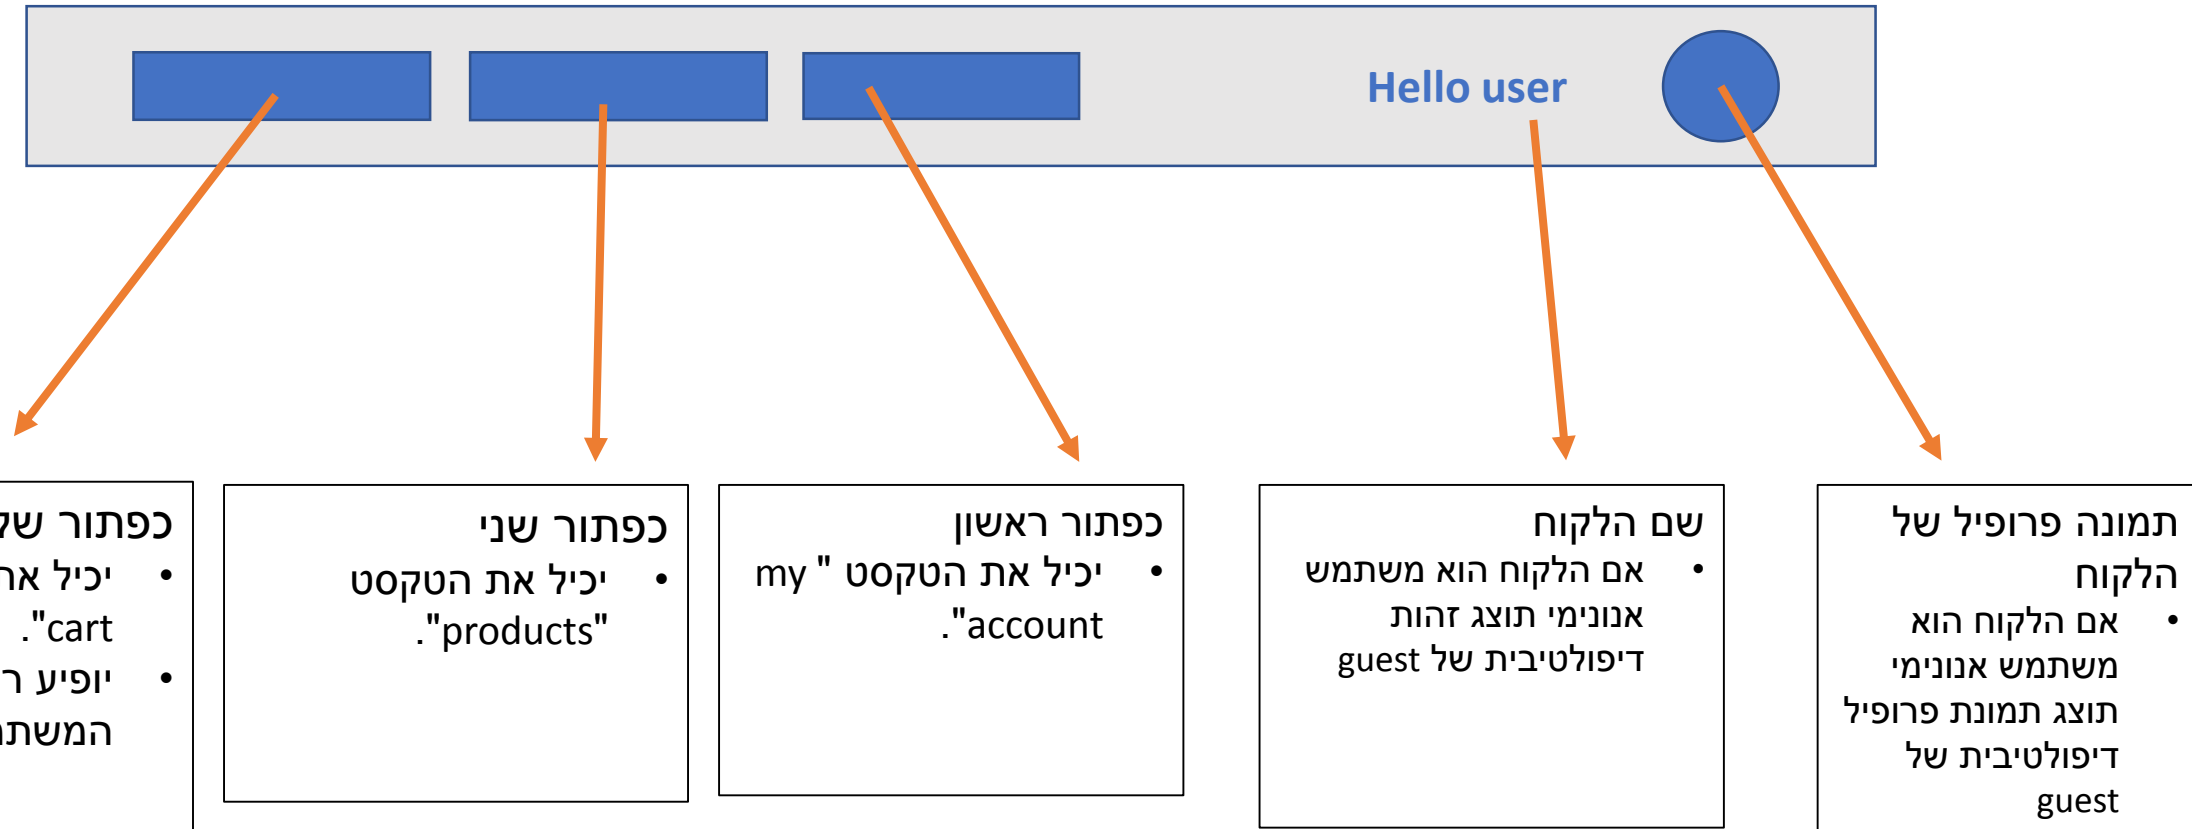 Hello user
תמונה פרופיל של
הלקוח
• אם הלקוח הוא
משתמש אנונימי
תוצג תמונת פרופיל
דיפולטיבית של
guest
שם הלקוח
• אם הלקוח הוא משתמש
אנונימי תוצג זהות
דיפולטיבית של guest
כפתור ראשון
• יכיל את הטקסט "my
account".
כפתור שני
• יכיל את הטקסט
"products".
כפתור
• יכיל
cart".
• יופיע